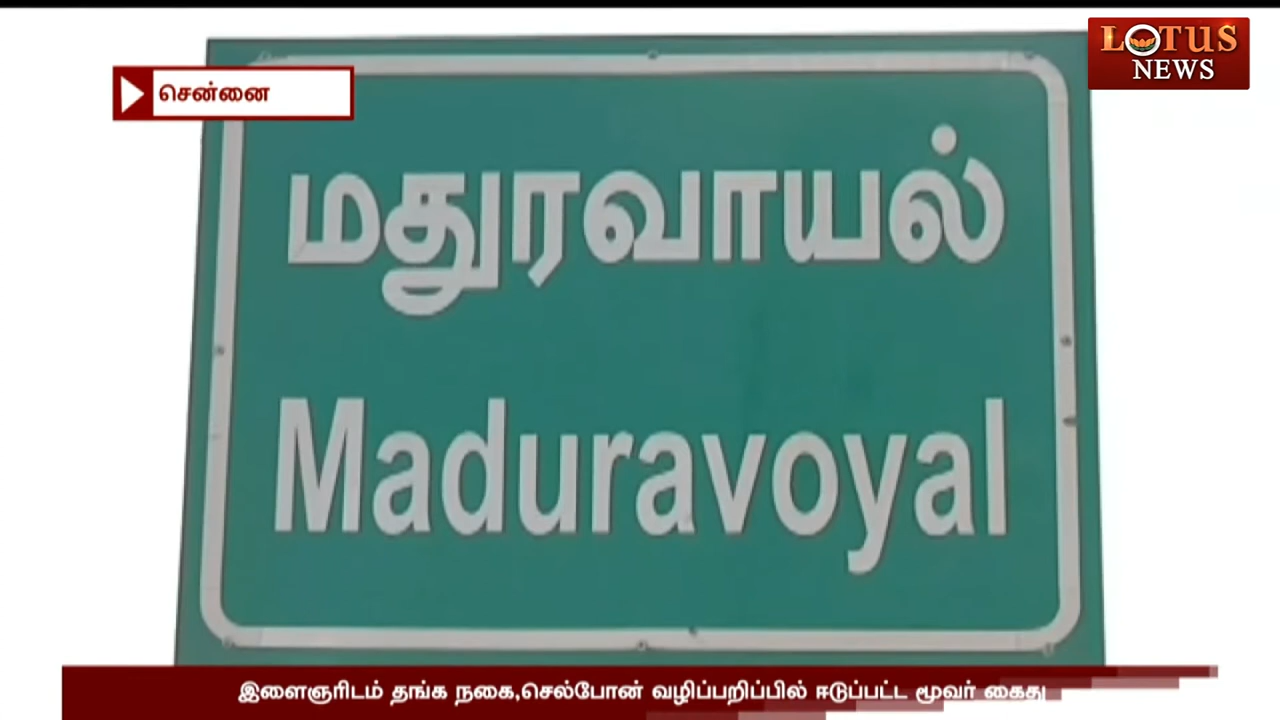 LOTUS
NEWS
சென்னை
மதுரவாயல்
Maduravoyal
இளைஞரிடம் தங்க நகை,செல்போன் வழிப்பறிப்பில் ஈடுபட்ட மூவர் கைது